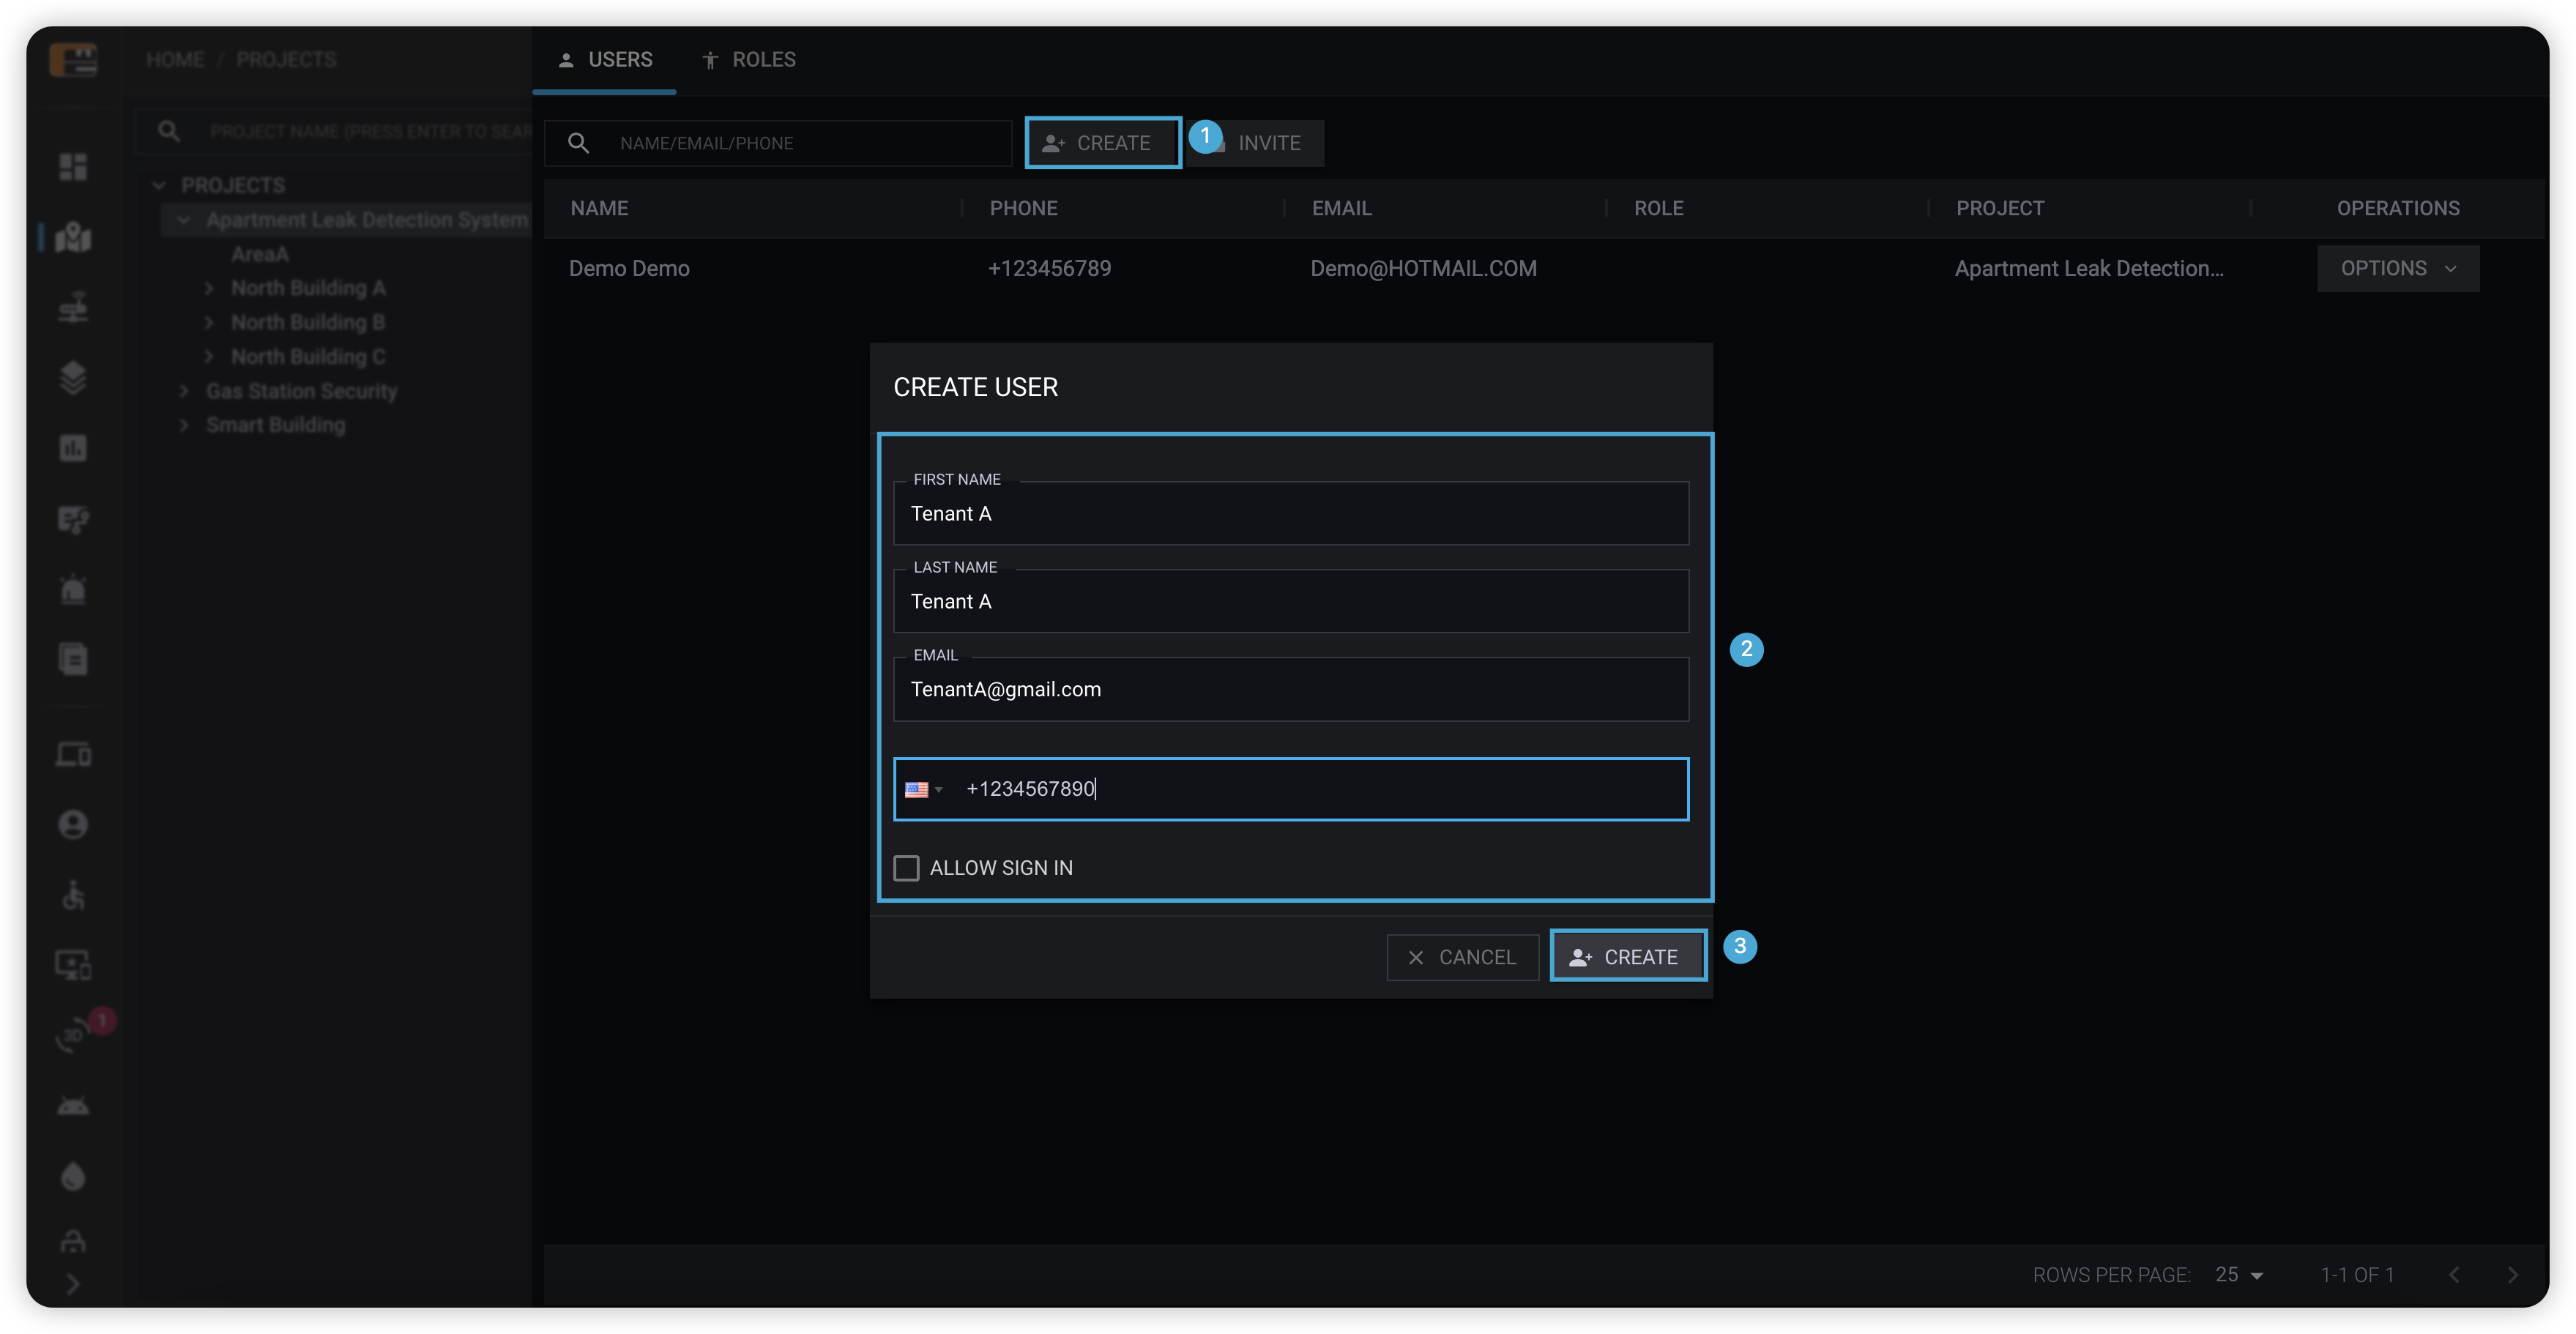 HOME / PROJECTS
USERS
ROLES
PROJECT NAME (PRESS ENTER TO SEAR
NAME/EMAIL/PHONE
CREATE
1
INVITE
PROJECTS
Apartment Leak Detection System
AreaA
North Building A
North Building B
North Building C
Gas Station Security
Smart Building
NAME PHONE EMAIL ROLE PROJECT OPERATIONS
Demo Demo +123456789 Demo@HOTMAIL.COM Apartment Leak Detection... OPTIONS
CREATE USER
FIRST NAME
Tenant A
LAST NAME
Tenant A
EMAIL
TenantA@gmail.com
2
+1234567890
ALLOW SIGN IN
CANCEL
CREATE
3
3D
1
ROWS PER PAGE: 25 1-1 OF 1